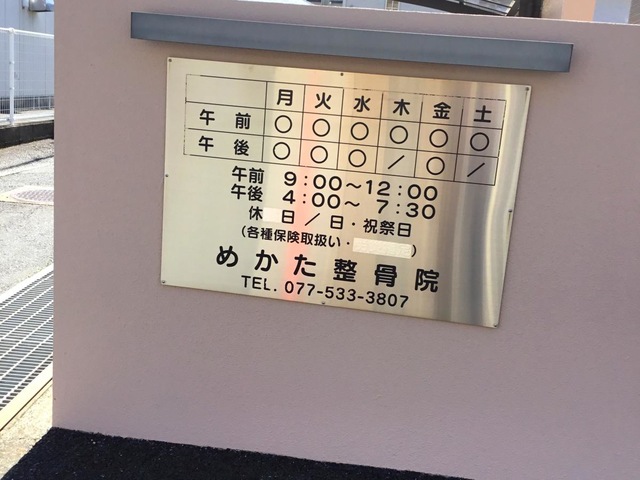 月 火 水 木 金 土
午前 ○ ○ ○ ○ ○ ○
午後 ○ ○ ○ / ○ /
午前 9:00～12:00
午後 4:00～ 7:30
休 日/日・祝祭日
(各種保険取扱い・ )
めかた整骨院
TEL. 077-533-3807